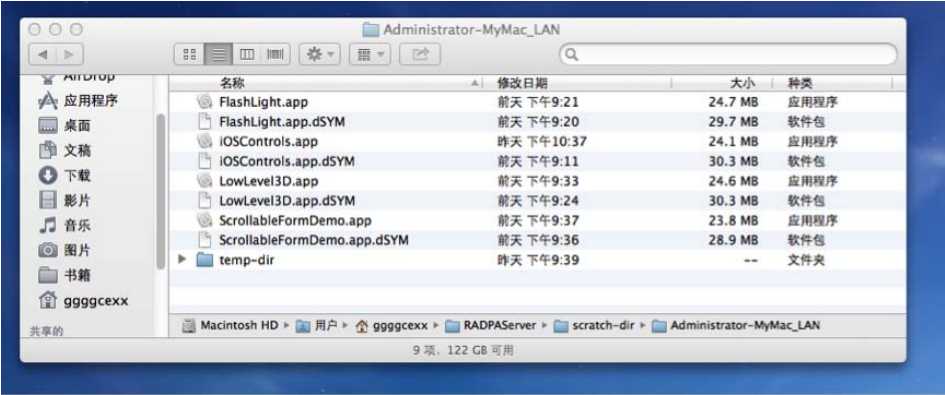 Administrator-MyMac_LAN
AirDrop
应用程序
桌面
文稿
下载
影片
音乐
图片
书籍
ggggcexx
共享的
名称 修改日期 大小 种类
FlashLight.app 前天 下午9:21 24.7 MB 应用程序
FlashLight.app.dSYM 前天 下午9:20 29.7 MB 软件包
iOSControls.app 昨天 下午10:37 24.1 MB 应用程序
iOSControls.app.dSYM 前天 下午9:11 30.3 MB 软件包
LowLevel3D.app 前天 下午9:33 24.6 MB 应用程序
LowLevel3D.app.dSYM 前天 下午9:24 30.3 MB 软件包
ScrollableFormDemo.app 前天 下午9:37 23.8 MB 应用程序
ScrollableFormDemo.app.dSYM 前天 下午9:36 28.9 MB 软件包
temp-dir 昨天 下午9:39 -- 文件夹
Macintosh HD ▸ 用户 ▸ ggggcexx ▸ RADPAServer ▸ scratch-dir ▸ Administrator-MyMac_LAN
9 项，122 GB 可用